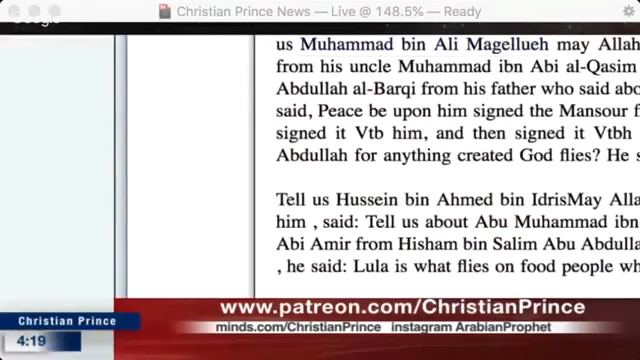 Christian Prince News — Live @ 148.5% — Ready
us Muhammad bin Ali Magellueh may Allah
from his uncle Muhammad ibn Abi al-Qasim
Abdullah al-Barqi from his father who said abo
said, Peace be upon him signed the Mansour f
signed it Vtb him, and then signed it Vtbh
Abdullah for anything created God flies? He s
Tell us Hussein bin Ahmed bin IdrisMay Alla
him , said: Tell us about Abu Muhammad ibn
Abi Amir from Hisham bin Salim Abu Abdulla
, he said: Lula is what flies on food people wh
www.patreon.com/ChristianPrince
minds.com/ChristianPrince instagram ArabianProphet
Christian Prince
4:19